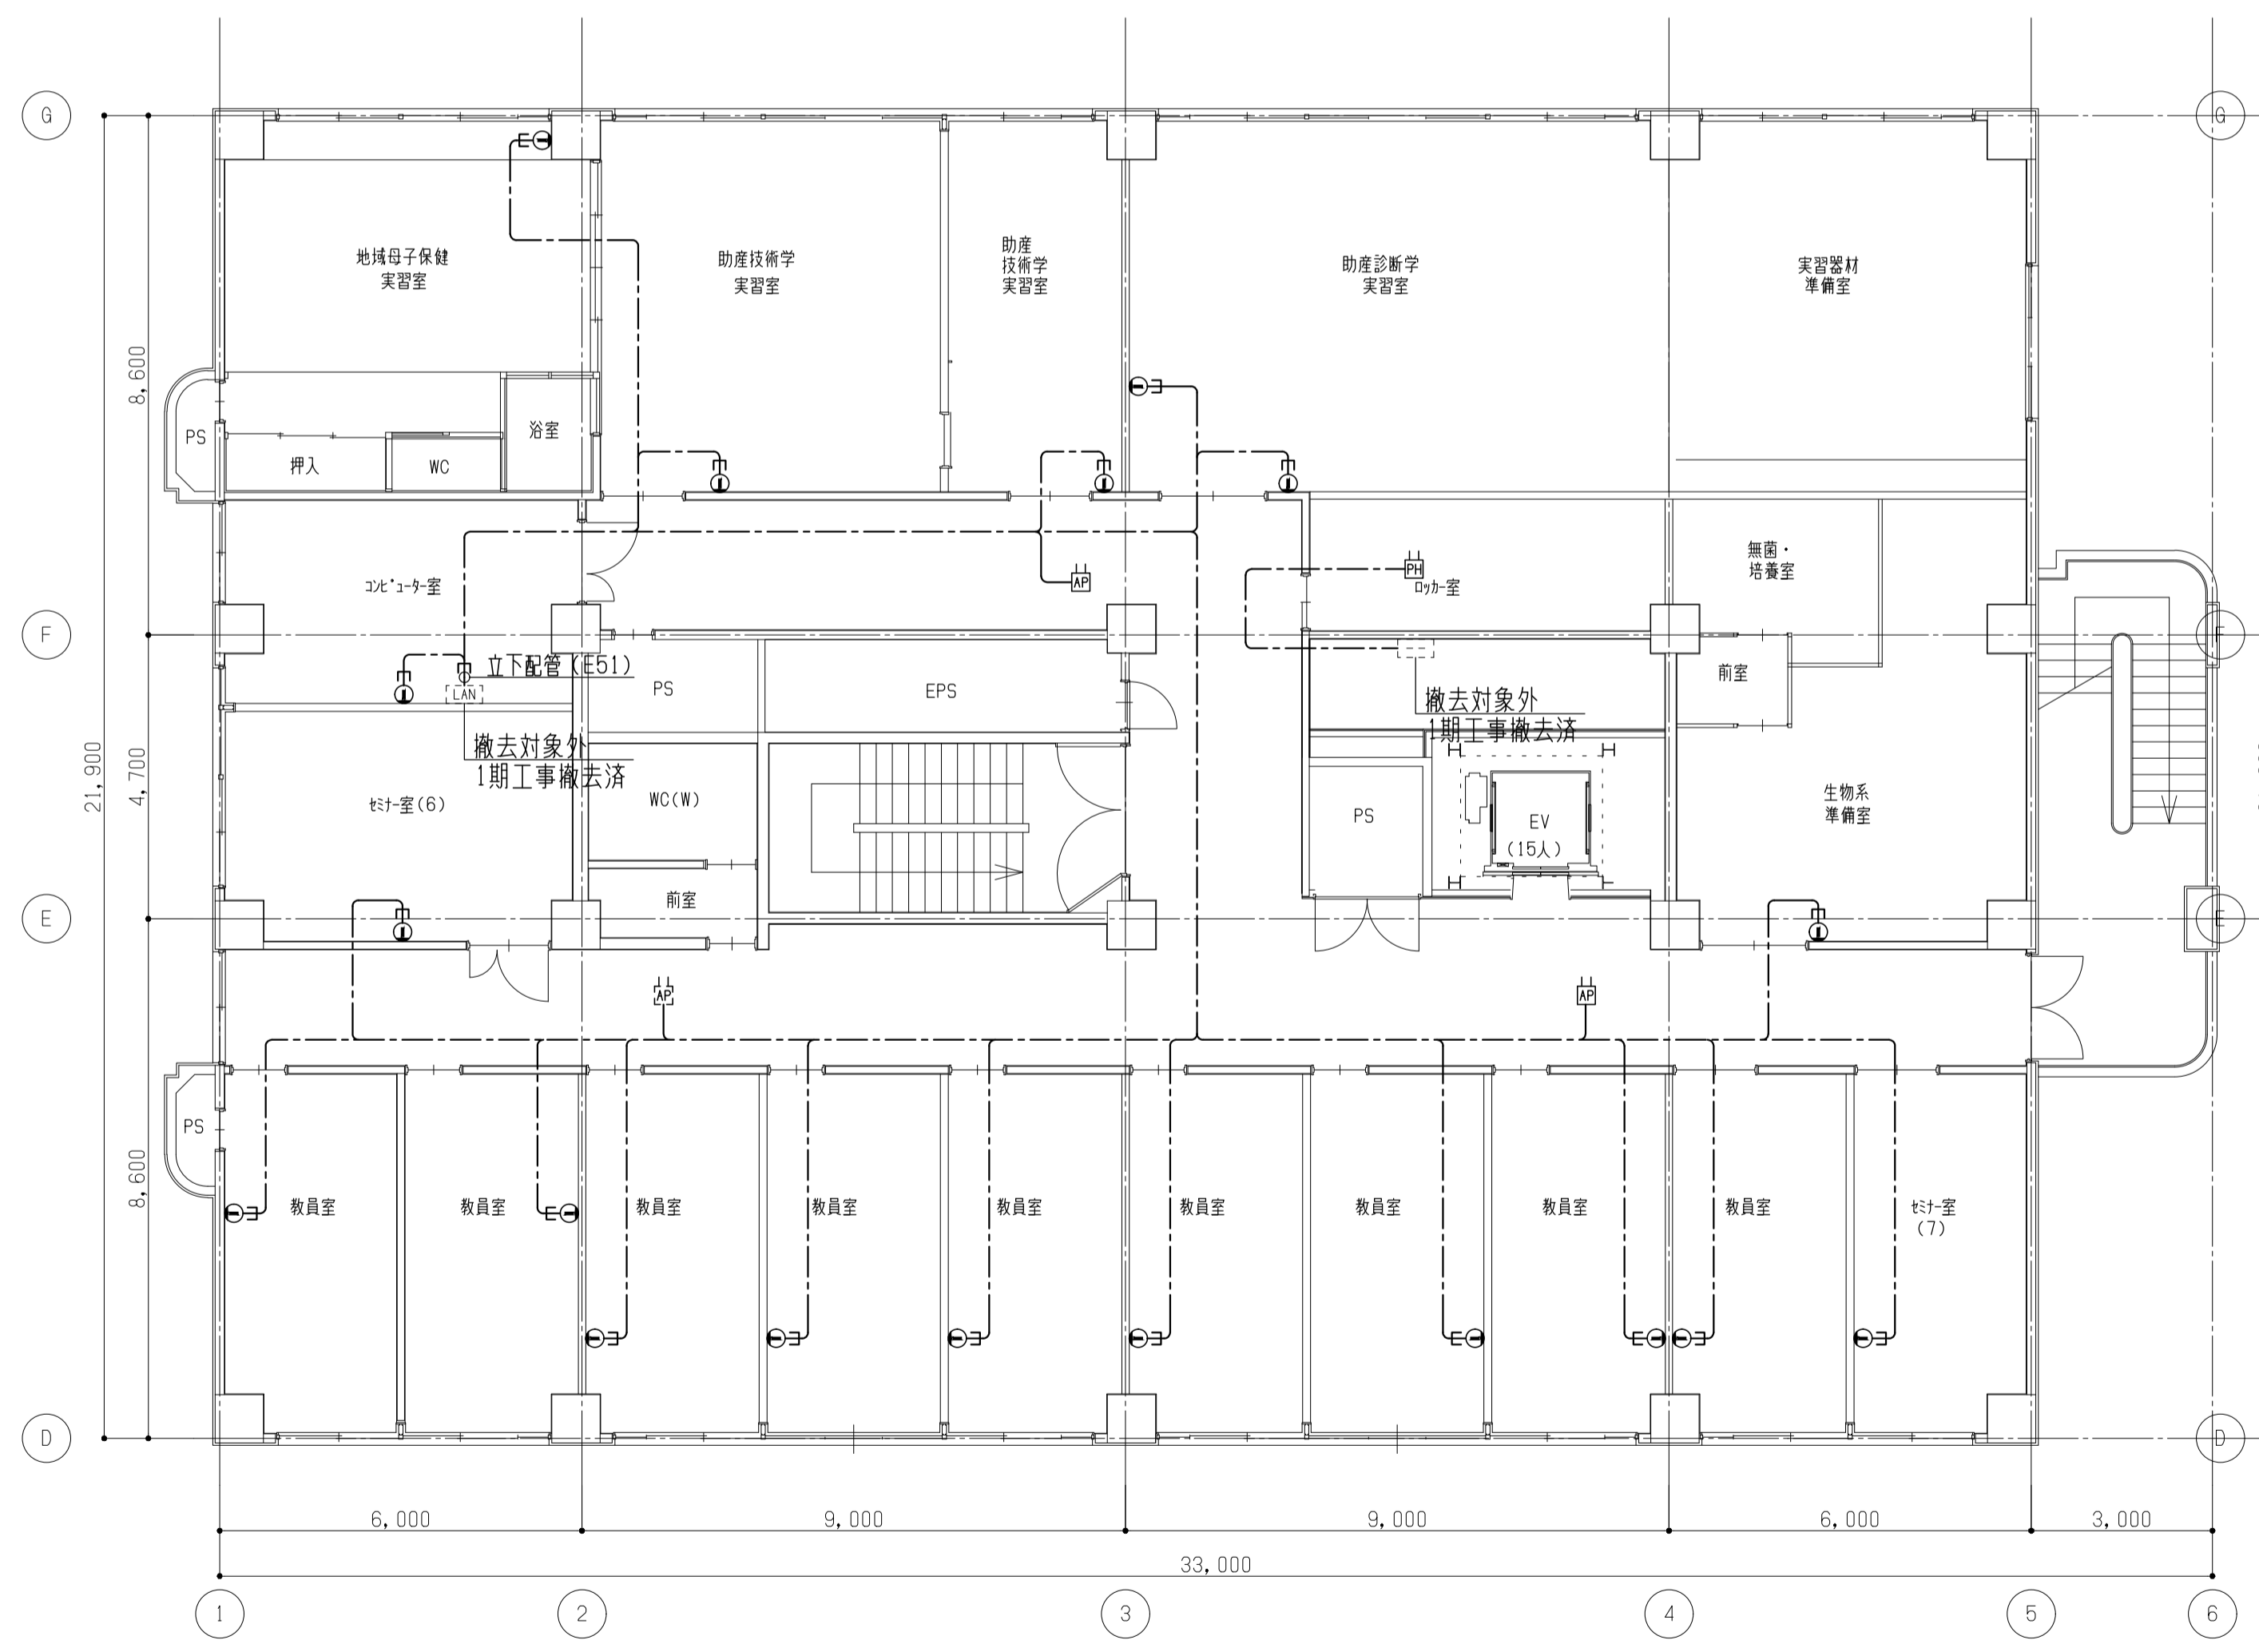 G
G
地域母子保健
実習室
助産技術学
実習室
助産
技術学
実習室
助産診断学
実習室
実習器材
準備室
8,600
PS
押入
WC
浴室
コンピューター室
AP
PH
ロッカー室
無菌・
培養室
F
F
立下配管(E51)
LAN
PS
EPS
撤去対象外
1期工事撤去済
前室
撤去対象外
1期工事撤去済
21,900
4,700
セミナー室(6)
WC(W)
PS
EV
(15人)
生物系
準備室
前室
E
E
AP
AP
PS
8,600
教員室
教員室
教員室
教員室
教員室
教員室
教員室
教員室
教員室
セミナー室
(7)
D
D
6,000
9,000
9,000
6,000
3,000
33,000
1
2
3
4
5
6